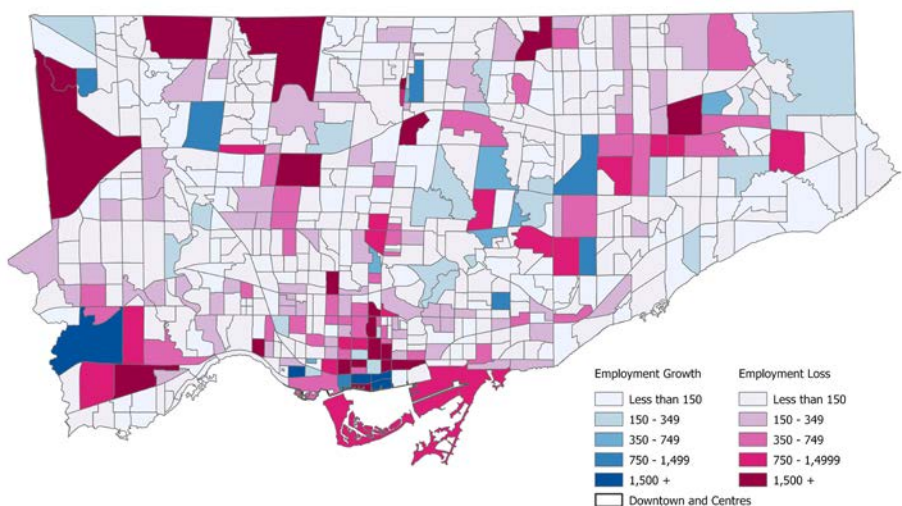 Employment Growth
Less than 150
150 - 349
350 - 749
750 - 1,499
1,500 +
Employment Loss
Less than 150
150 - 349
350 - 749
750 - 1,4999
1,500 +
Downtown and Centres